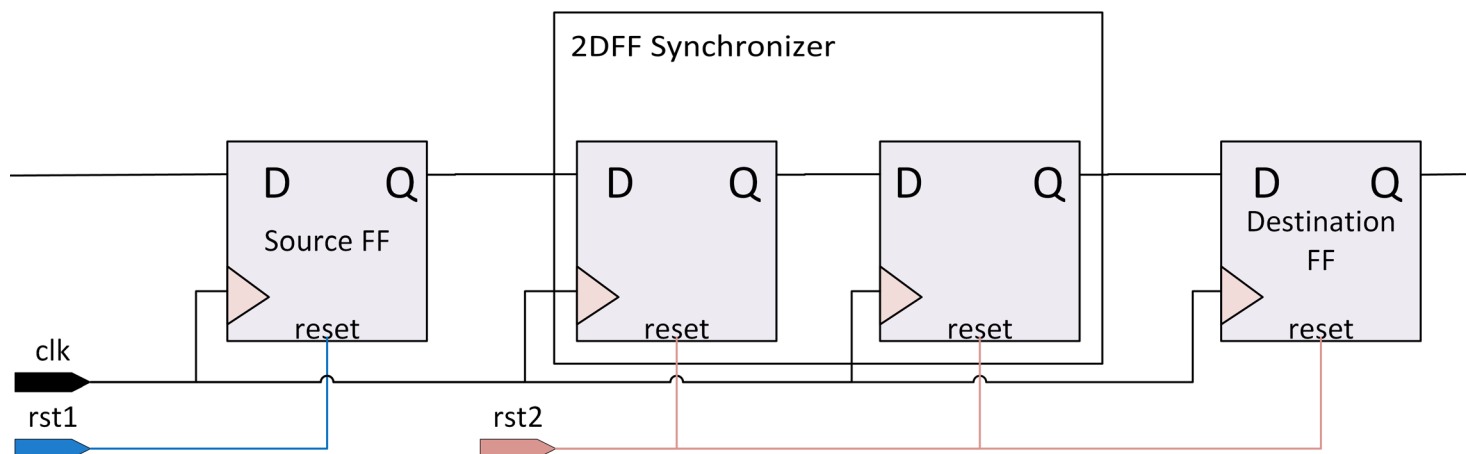 2DFF Synchronizer
D Q
Source FF
reset
D Q
reset
D Q
reset
D Q
Destination
FF
reset
clk
rst1
rst2